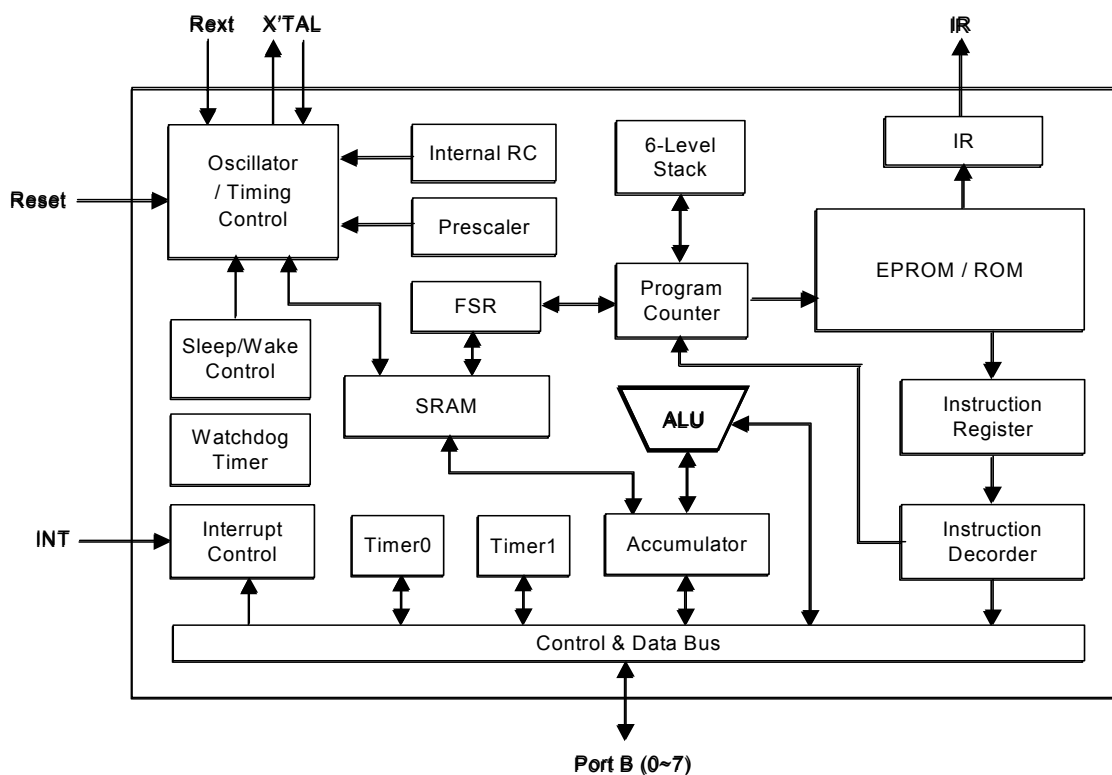 Rext
X'TAL
IR
Oscillator
/ Timing
Control
Internal RC
6-Level
Stack
IR
Reset
Prescaler
EPROM / ROM
Program
Counter
FSR
Sleep/Wake
Control
SRAM
ALU
Instruction
Register
Watchdog
Timer
INT
Interrupt
Control
Timer0
Timer1
Accumulator
Instruction
Decorder
Control & Data Bus
Port B (0~7)